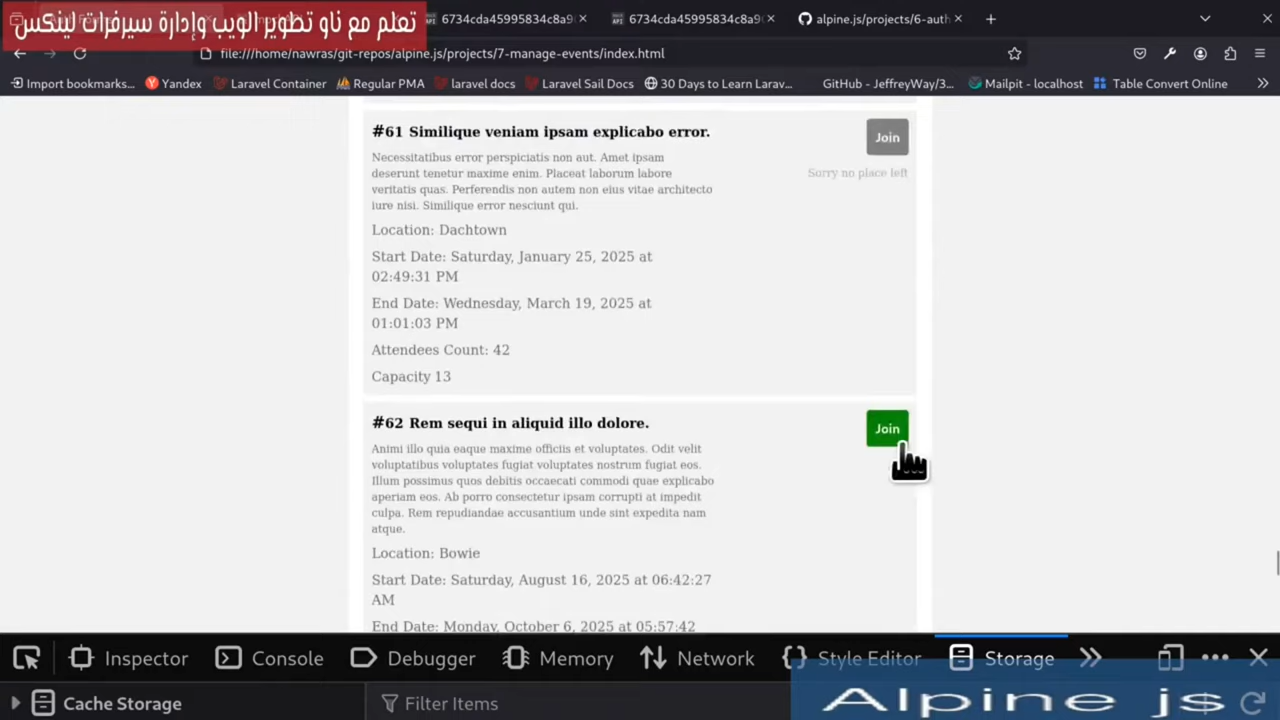 تعلم مع ناو تطوير الويب وإدارة سيرفرات لينكس
6734cda45995834c8a9
6734cda45995834c8a9
alpine.js/projects/6-auth
file:///home/nawras/git-repos/alpine.js/projects/7-manage-events/index.html
Import bookmarks...
Yandex
Laravel Container
Regular PMA
laravel docs
Laravel Sail Docs
30 Days to Learn Larav...
GitHub - JeffreyWay/3...
Mailpit - localhost
Table Convert Online
#61 Similique veniam ipsam explicabo error.
Join
Necessitatibus error perspiciatis non aut. Amet ipsam
deserunt tenetur maxime enim. Placeat laborum labore
veritatis quas. Perferendis non autem non eius vitae architecto
iure nisi. Similique error nesciunt qui.
Sorry no place left
Location: Dachtown
Start Date: Saturday, January 25, 2025 at
02:49:31 PM
End Date: Wednesday, March 19, 2025 at
01:01:03 PM
Attendees Count: 42
Capacity 13
#62 Rem sequi in aliquid illo dolore.
Join
Animi illo quia eaque maxime officiis et voluptates. Odit velit
voluptatibus voluptates fugiat voluptates nostrum fugiat eos.
Illum possimus quos debitis occaecati commodi quae explicabo
aperiam eos. Ab porro consectetur ipsam corrupti at impedit
culpa. Rem repudiandae accusantium unde sint expedita nam
atque.
Location: Bowie
Start Date: Saturday, August 16, 2025 at 06:42:27
AM
End Date: Monday, October 6, 2025 at 05:57:42
Inspector
Console
Debugger
Memory
Network
Style Editor
Storage
Cache Storage
Filter Items
Alpine js